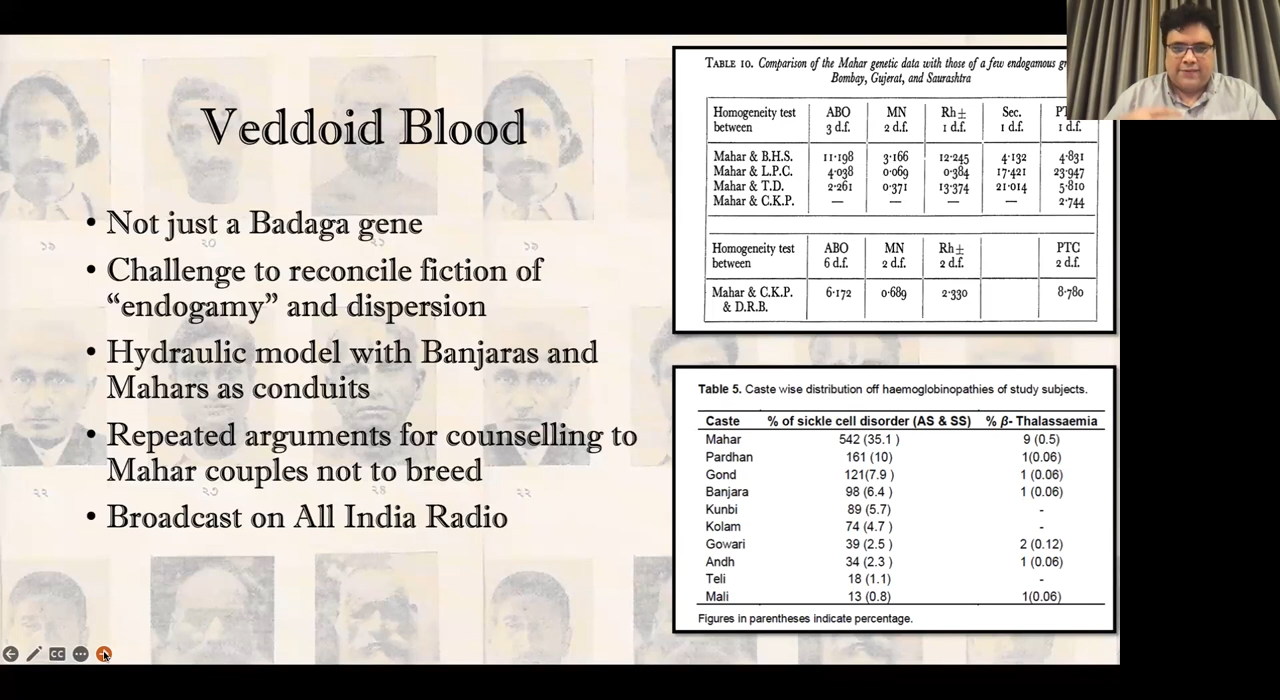 Veddoid Blood
• Not just a Badaga gene
• Challenge to reconcile fiction of
“endogamy” and dispersion
• Hydraulic model with Banjaras and
Mahars as conduits
• Repeated arguments for counselling to
Mahar couples not to breed
• Broadcast on All India Radio
TABLE 10. Comparison of the Mahar genetic data with those of a few endogamous
Bombay, Gujerat, and Saurashtra
Homogeneity test ABO MN Rh± Sec.
between 3 d.f. 2 d.f. 1 d.f. 1 d.f. 1 d.f.
Mahar & B.H.S. 11·198 3·166 12·245 4·132 4·831
Mahar & L.P.C. 4·038 0·069 0·384 17·421 23·947
Mahar & T.D. 2·261 0·371 13·374 21·014 5·810
Mahar & C.K.P. — — — — 2·744
Homogeneity test ABO MN Rh± PTC
between 6 d.f. 2 d.f. 2 d.f. 2 d.f.
Mahar & C.K.P. 6·172 0·689 2·330 8·780
& D.R.B.
Table 5. Caste wise distribution off haemoglobinopathies of study subjects.
Caste % of sickle cell disorder (AS & SS) % β- Thalassaemia
Mahar 542 (35.1 ) 9 (0.5)
Pardhan 161 (10) 1(0.06)
Gond 121(7.9 ) 1 (0.06)
Banjara 98 (6.4 ) 1 (0.06)
Kunbi 89 (5.7) -
Kolam 74 (4.7 ) -
Gowari 39 (2.5 ) 2 (0.12)
Andh 34 (2.3 ) 1 (0.06)
Teli 18 (1.1) -
Mali 13 (0.8) 1(0.06)
Figures in parentheses indicate percentage.
૧૯ ૨૦ ૨૧ ૧૯
૨૨ ૨૩ ૨૪ ૨૨
CC